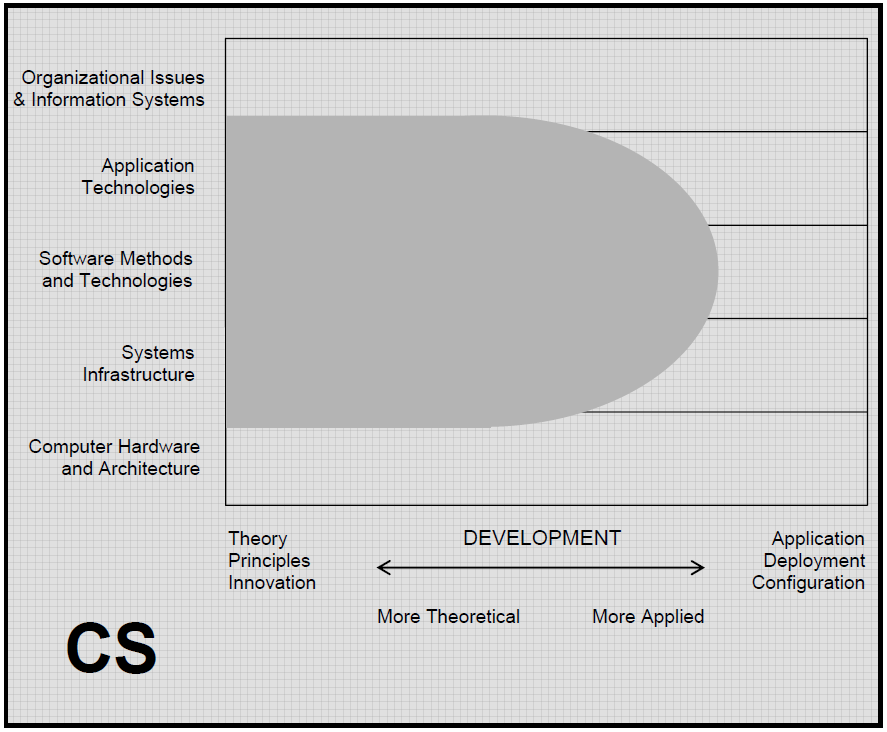 Organizational Issues
& Information Systems
Application
Technologies
Software Methods
and Technologies
Systems
Infrastructure
Computer Hardware
and Architecture
Theory
Principles
Innovation
DEVELOPMENT
More Theoretical
More Applied
Application
Deployment
Configuration
CS